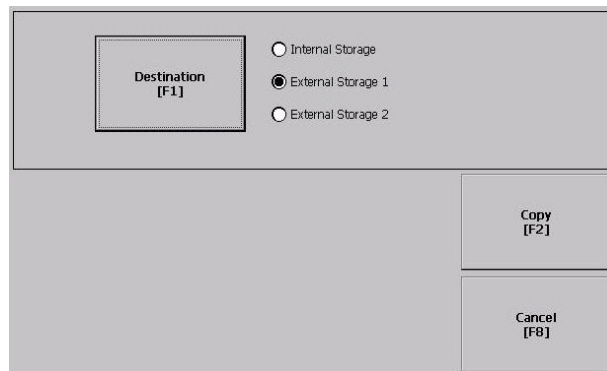 Destination
[F1]
Internal Storage
External Storage 1
External Storage 2
Copy
[F2]
Cancel
[F8]